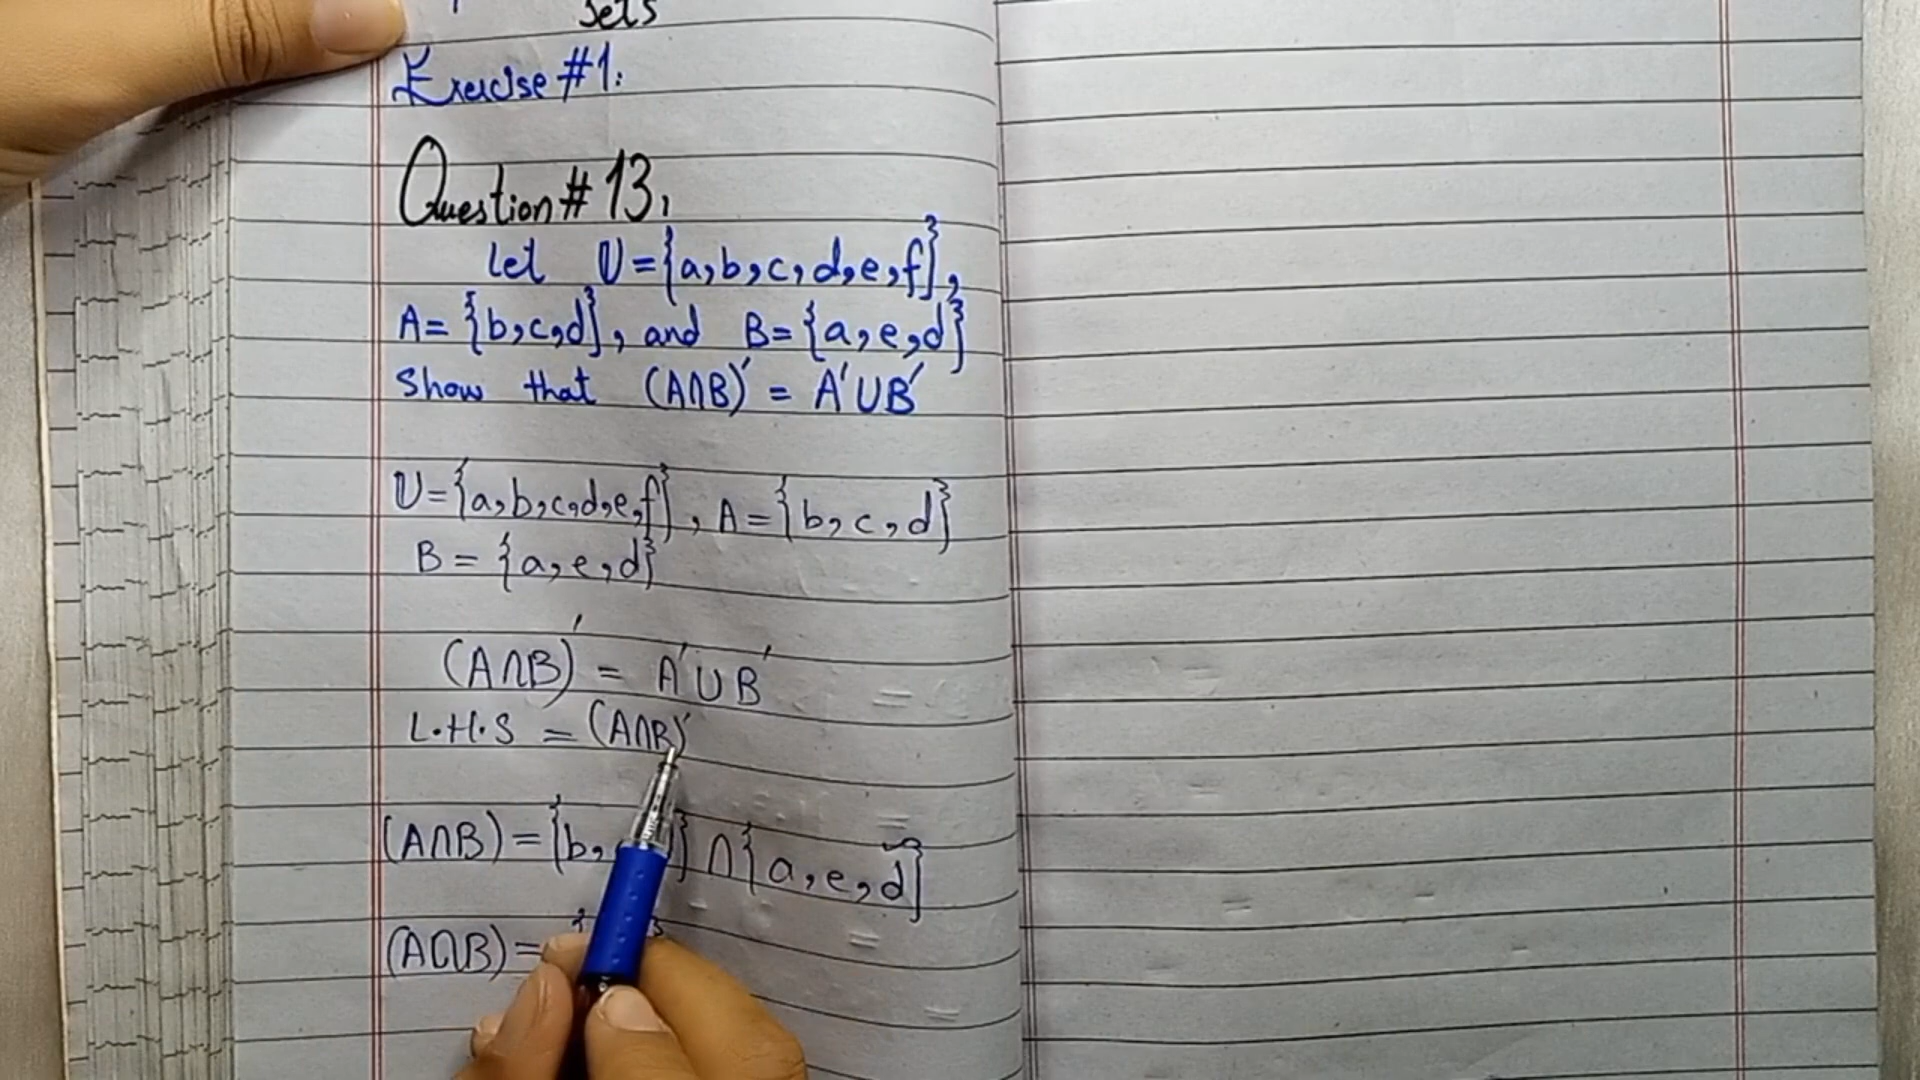 Sets
Exercise #1:
Question # 13,
Let U={a,b,c,d,e,f},
A={b,c,d}, and B={a,e,d}
Show that (A∩B)′ = A′∪B′
U={a,b,c,d,e,f}, A={b,c,d}
B = {a,e,d}
(A∩B)′ = A′∪B′
L.H.S = (A∩B)′
(A∩B)={b, } ∩{a,e,d}
(A∩B)={ }